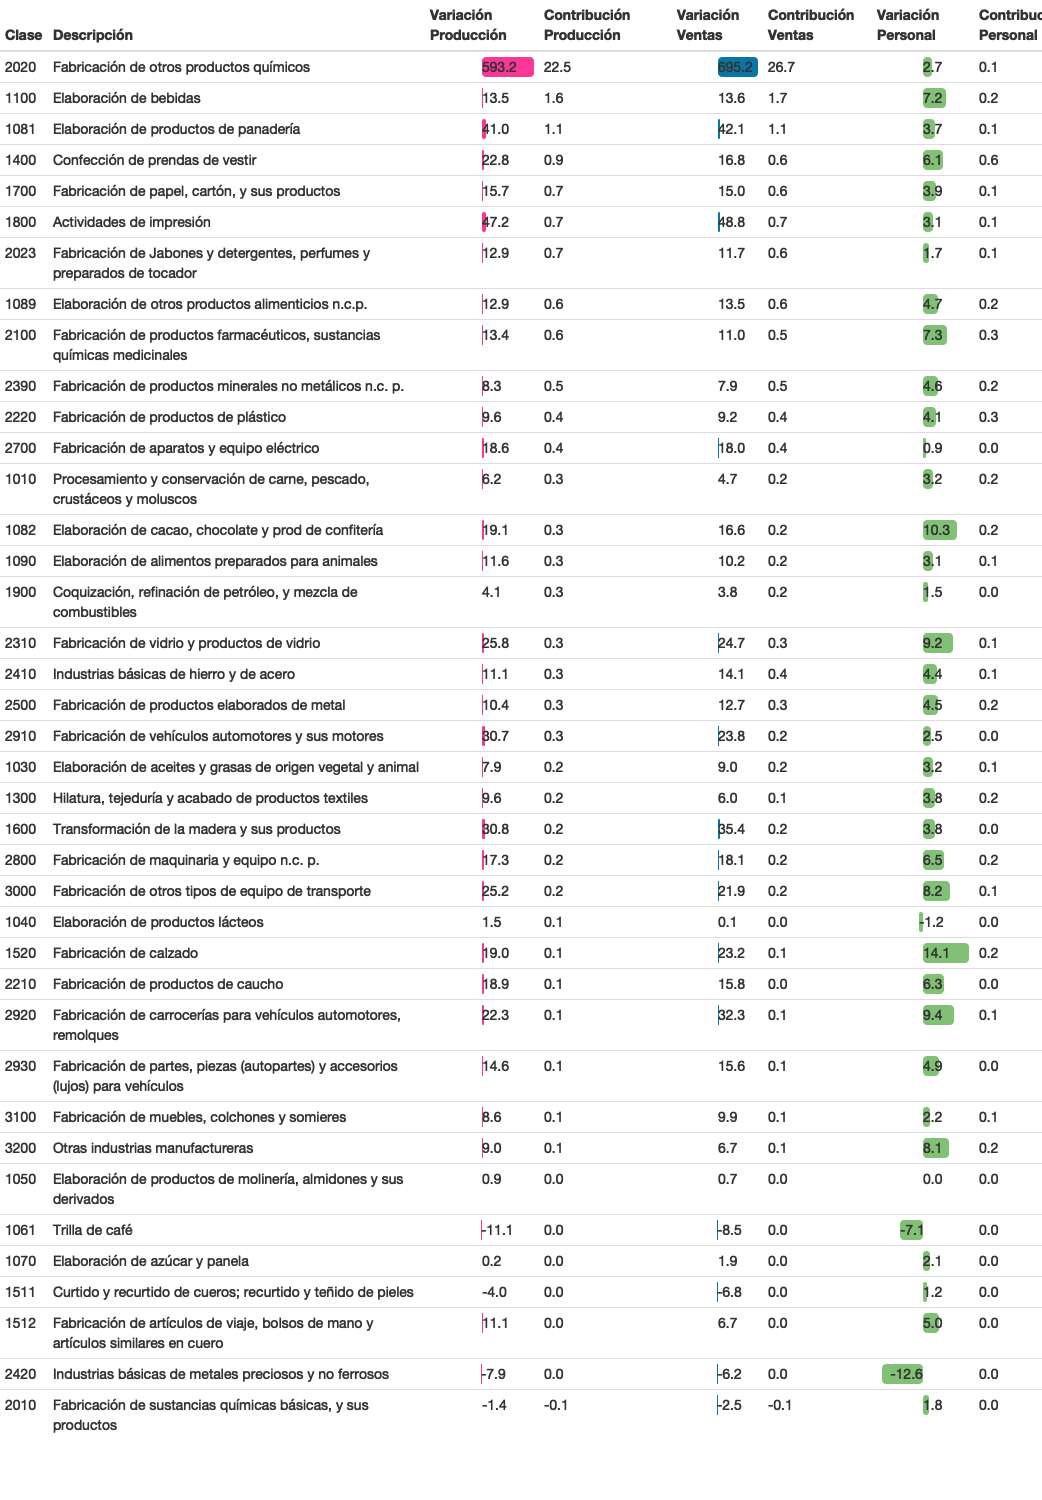 Variación Contribución Variación Contribución Variación Contribuc
Clase Descripción Producción Producción Ventas Ventas Personal Personal
2020 Fabricación de otros productos químicos 593.2 22.5 695.2 26.7 2.7 0.1
1100 Elaboración de bebidas 13.5 1.6 13.6 1.7 7.2 0.2
1081 Elaboración de productos de panadería 41.0 1.1 42.1 1.1 3.7 0.1
1400 Confección de prendas de vestir 22.8 0.9 16.8 0.6 6.1 0.6
1700 Fabricación de papel, cartón, y sus productos 15.7 0.7 15.0 0.6 3.9 0.1
1800 Actividades de impresión 47.2 0.7 48.8 0.7 3.1 0.1
2023 Fabricación de Jabones y detergentes, perfumes y 12.9 0.7 11.7 0.6 1.7 0.1
preparados de tocador
1089 Elaboración de otros productos alimenticios n.c.p. 12.9 0.6 13.5 0.6 4.7 0.2
2100 Fabricación de productos farmacéuticos, sustancias 13.4 0.6 11.0 0.5 7.3 0.3
químicas medicinales
2390 Fabricación de productos minerales no metálicos n.c. p. 8.3 0.5 7.9 0.5 4.6 0.2
2220 Fabricación de productos de plástico 9.6 0.4 9.2 0.4 4.1 0.3
2700 Fabricación de aparatos y equipo eléctrico 18.6 0.4 18.0 0.4 0.9 0.0
1010 Procesamiento y conservación de carne, pescado, 6.2 0.3 4.7 0.2 3.2 0.2
crustáceos y moluscos
1082 Elaboración de cacao, chocolate y prod de confitería 19.1 0.3 16.6 0.2 10.3 0.2
1090 Elaboración de alimentos preparados para animales 11.6 0.3 10.2 0.2 3.1 0.1
1900 Coquización, refinación de petróleo, y mezcla de 4.1 0.3 3.8 0.2 1.5 0.0
combustibles
2310 Fabricación de vidrio y productos de vidrio 25.8 0.3 24.7 0.3 9.2 0.1
2410 Industrias básicas de hierro y de acero 11.1 0.3 14.1 0.4 4.4 0.1
2500 Fabricación de productos elaborados de metal 10.4 0.3 12.7 0.3 4.5 0.2
2910 Fabricación de vehículos automotores y sus motores 30.7 0.3 23.8 0.2 2.5 0.0
1030 Elaboración de aceites y grasas de origen vegetal y animal 7.9 0.2 9.0 0.2 3.2 0.1
1300 Hilatura, tejeduría y acabado de productos textiles 9.6 0.2 6.0 0.1 3.8 0.2
1600 Transformación de la madera y sus productos 30.8 0.2 35.4 0.2 3.8 0.0
2800 Fabricación de maquinaria y equipo n.c. p. 17.3 0.2 18.1 0.2 6.5 0.2
3000 Fabricación de otros tipos de equipo de transporte 25.2 0.2 21.9 0.2 8.2 0.1
1040 Elaboración de productos lácteos 1.5 0.1 0.1 0.0 -1.2 0.0
1520 Fabricación de calzado 19.0 0.1 23.2 0.1 14.1 0.2
2210 Fabricación de productos de caucho 18.9 0.1 15.8 0.0 6.3 0.0
2920 Fabricación de carrocerías para vehículos automotores, 22.3 0.1 32.3 0.1 9.4 0.1
remolques
2930 Fabricación de partes, piezas (autopartes) y accesorios 14.6 0.1 15.6 0.1 4.9 0.0
(lujos) para vehículos
3100 Fabricación de muebles, colchones y somieres 8.6 0.1 9.9 0.1 2.2 0.1
3200 Otras industrias manufactureras 9.0 0.1 6.7 0.1 8.1 0.2
1050 Elaboración de productos de molinería, almidones y sus 0.9 0.0 0.7 0.0 0.0 0.0
derivados
1061 Trilla de café -11.1 0.0 -8.5 0.0 -7.1 0.0
1070 Elaboración de azúcar y panela 0.2 0.0 1.9 0.0 2.1 0.0
1511 Curtido y recurtido de cueros; recurtido y teñido de pieles -4.0 0.0 -6.8 0.0 1.2 0.0
1512 Fabricación de artículos de viaje, bolsos de mano y 11.1 0.0 6.7 0.0 5.0 0.0
artículos similares en cuero
2420 Industrias básicas de metales preciosos y no ferrosos -7.9 0.0 -6.2 0.0 -12.6 0.0
2010 Fabricación de sustancias químicas básicas, y sus -1.4 -0.1 -2.5 -0.1 1.8 0.0
productos